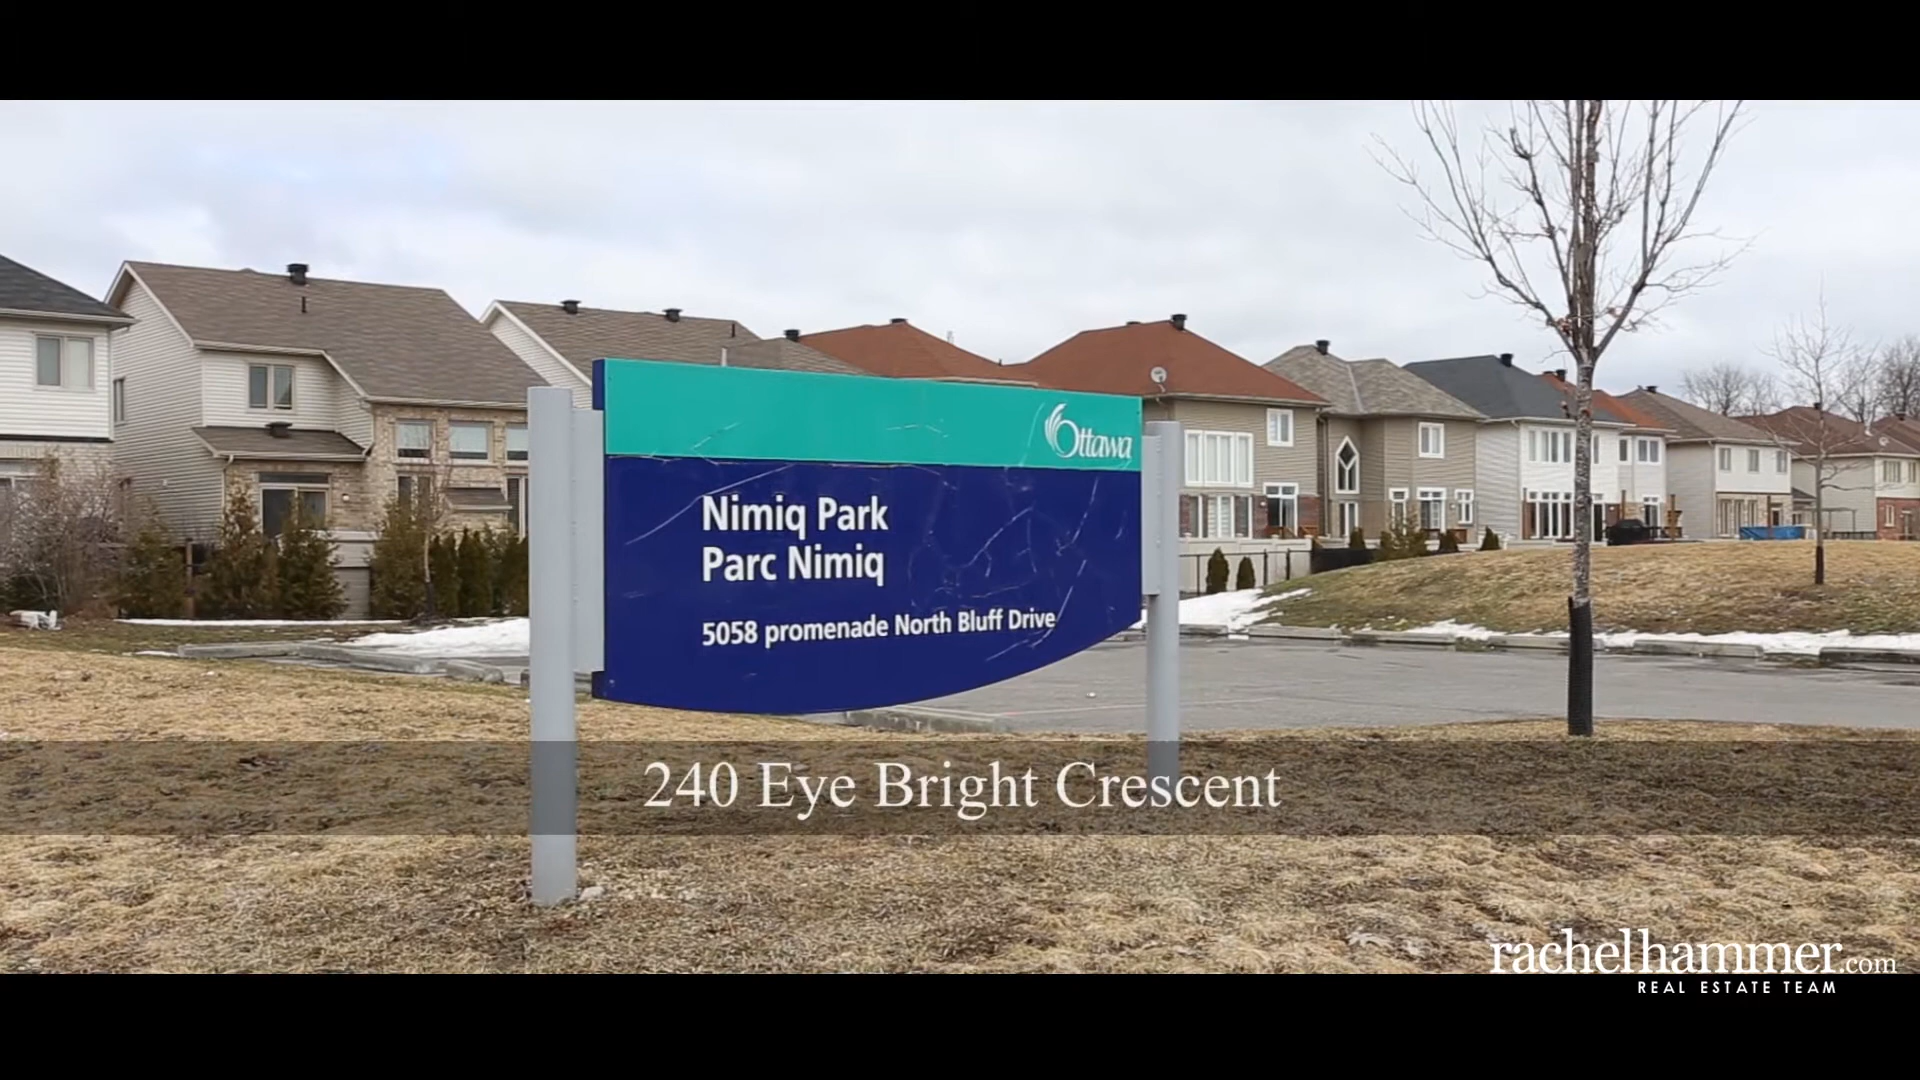 Ottawa
Nimiq Park
Parc Nimiq
5058 promenade North Bluff Drive
240 Eye Bright Crescent
rachelhammer.com
REAL ESTATE TEAM